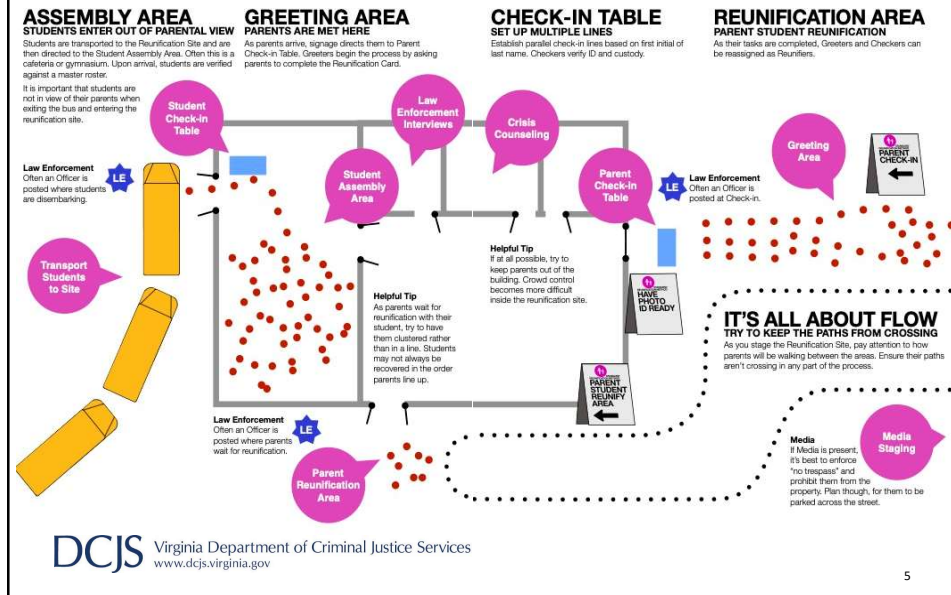 ASSEMBLY AREA
STUDENTS ENTER OUT OF PARENTAL VIEW
Students are transported to the Reunification Site and are
then directed to the Student Assembly Area. Often this is a
cafeteria or gymnasium. Upon arrival, students are verified
against a master roster.
It is important that students are
not in view of their parents when
exiting the bus and entering the
reunification site.
GREETING AREA
PARENTS ARE MET HERE
As parents arrive, signage directs them to Parent
Check-in Table. Greeters begin the process by asking
parents to complete the Reunification Card.
CHECK-IN TABLE
SET UP MULTIPLE LINES
Establish parallel check-in lines based on first initial of
last name. Checkers verify ID and custody.
REUNIFICATION AREA
PARENT STUDENT REUNIFICATION
As their tasks are completed, Greeters and Checkers can
be reassigned as Reunifiers.
Student
Check-in
Table
Law
Enforcement
Interviews
Crisis
Counseling
Greeting
Area
PARENT
CHECK-IN
Law Enforcement
Often an Officer is
posted where students
are disembarking.
LE
Student
Assembly
Area
Parent
Check-in
Table
LE
Law Enforcement
Often an Officer is
posted at Check-in.
Transport
Students
to Site
Helpful Tip
If at all possible, try to
keep parents out of the
building. Crowd control
becomes more difficult
inside the reunification site.
Helpful Tip
As parents wait for
reunification with their
student, try to have
them clustered rather
than in a line. Students
may not always be
recovered in the order
parents line up.
HAVE
PHOTO
ID READY
IT'S ALL ABOUT FLOW
TRY TO KEEP THE PATHS FROM CROSSING
As you stage the Reunification Site, pay attention to how
parents will be walking between the areas. Ensure their paths
aren't crossing in any part of the process.
PARENT
STUDENT
REUNIFY
AREA
Law Enforcement
Often an Officer is
posted where parents
wait for reunification.
LE
Parent
Reunification
Area
Media
If Media is present,
it's best to enforce
"no trespass" and
prohibit them from the
property. Plan though, for them to be
parked across the street.
Media
Staging
DCJS Virginia Department of Criminal Justice Services
www.dcjs.virginia.gov
5